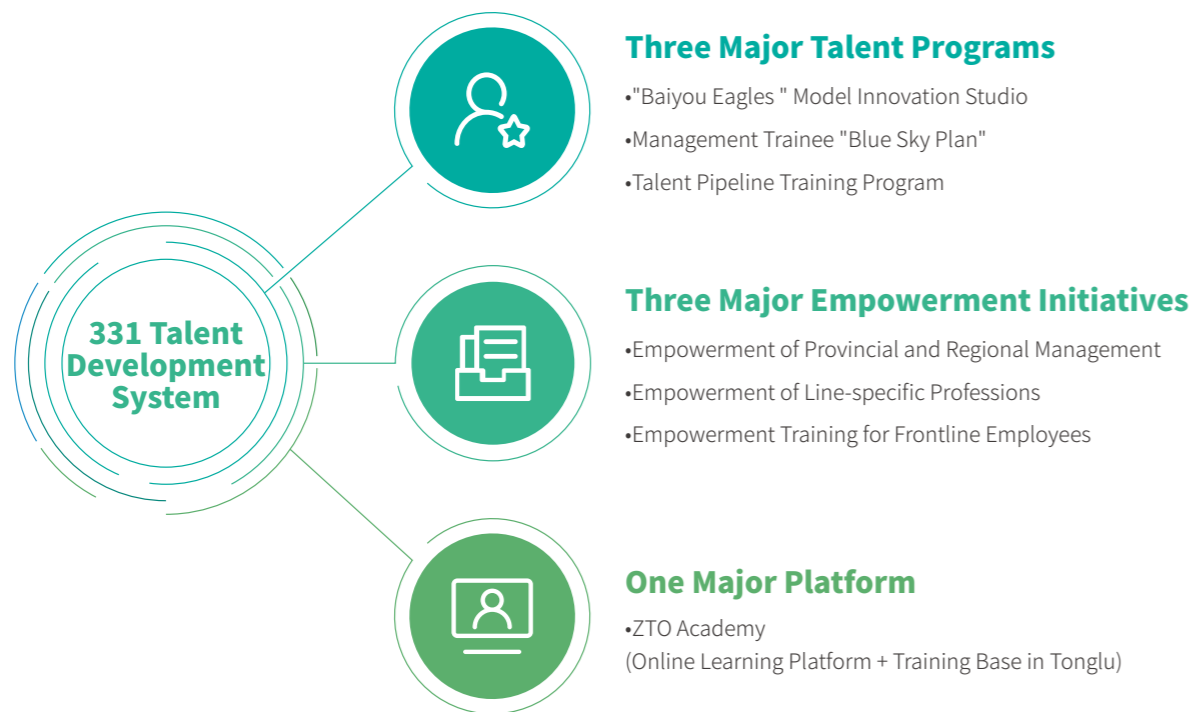 331 Talent
Development
System
Three Major Talent Programs
•"Baiyou Eagles " Model Innovation Studio
•Management Trainee "Blue Sky Plan"
•Talent Pipeline Training Program
Three Major Empowerment Initiatives
•Empowerment of Provincial and Regional Management
•Empowerment of Line-specific Professions
•Empowerment Training for Frontline Employees
One Major Platform
•ZTO Academy
(Online Learning Platform + Training Base in Tonglu)